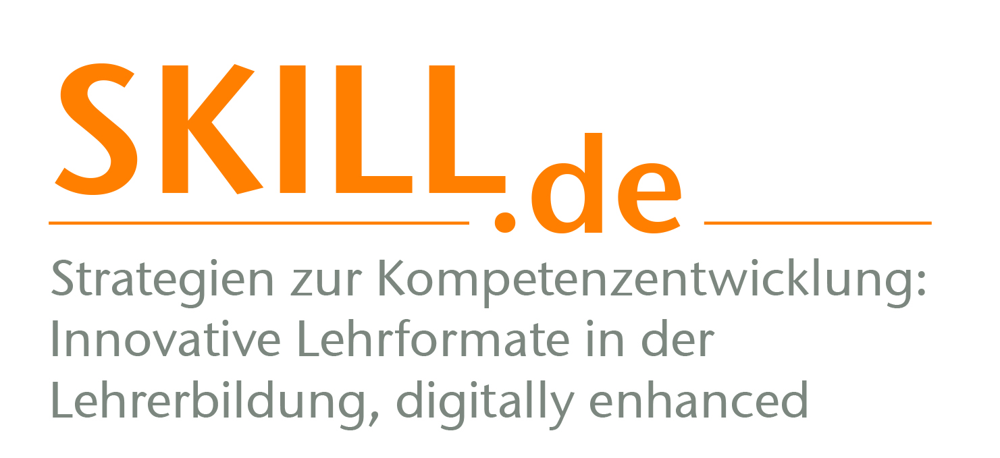 SKILL.de
Strategien zur Kompetenzentwicklung:
Innovative Lehrformate in der
Lehrerbildung, digitally enhanced